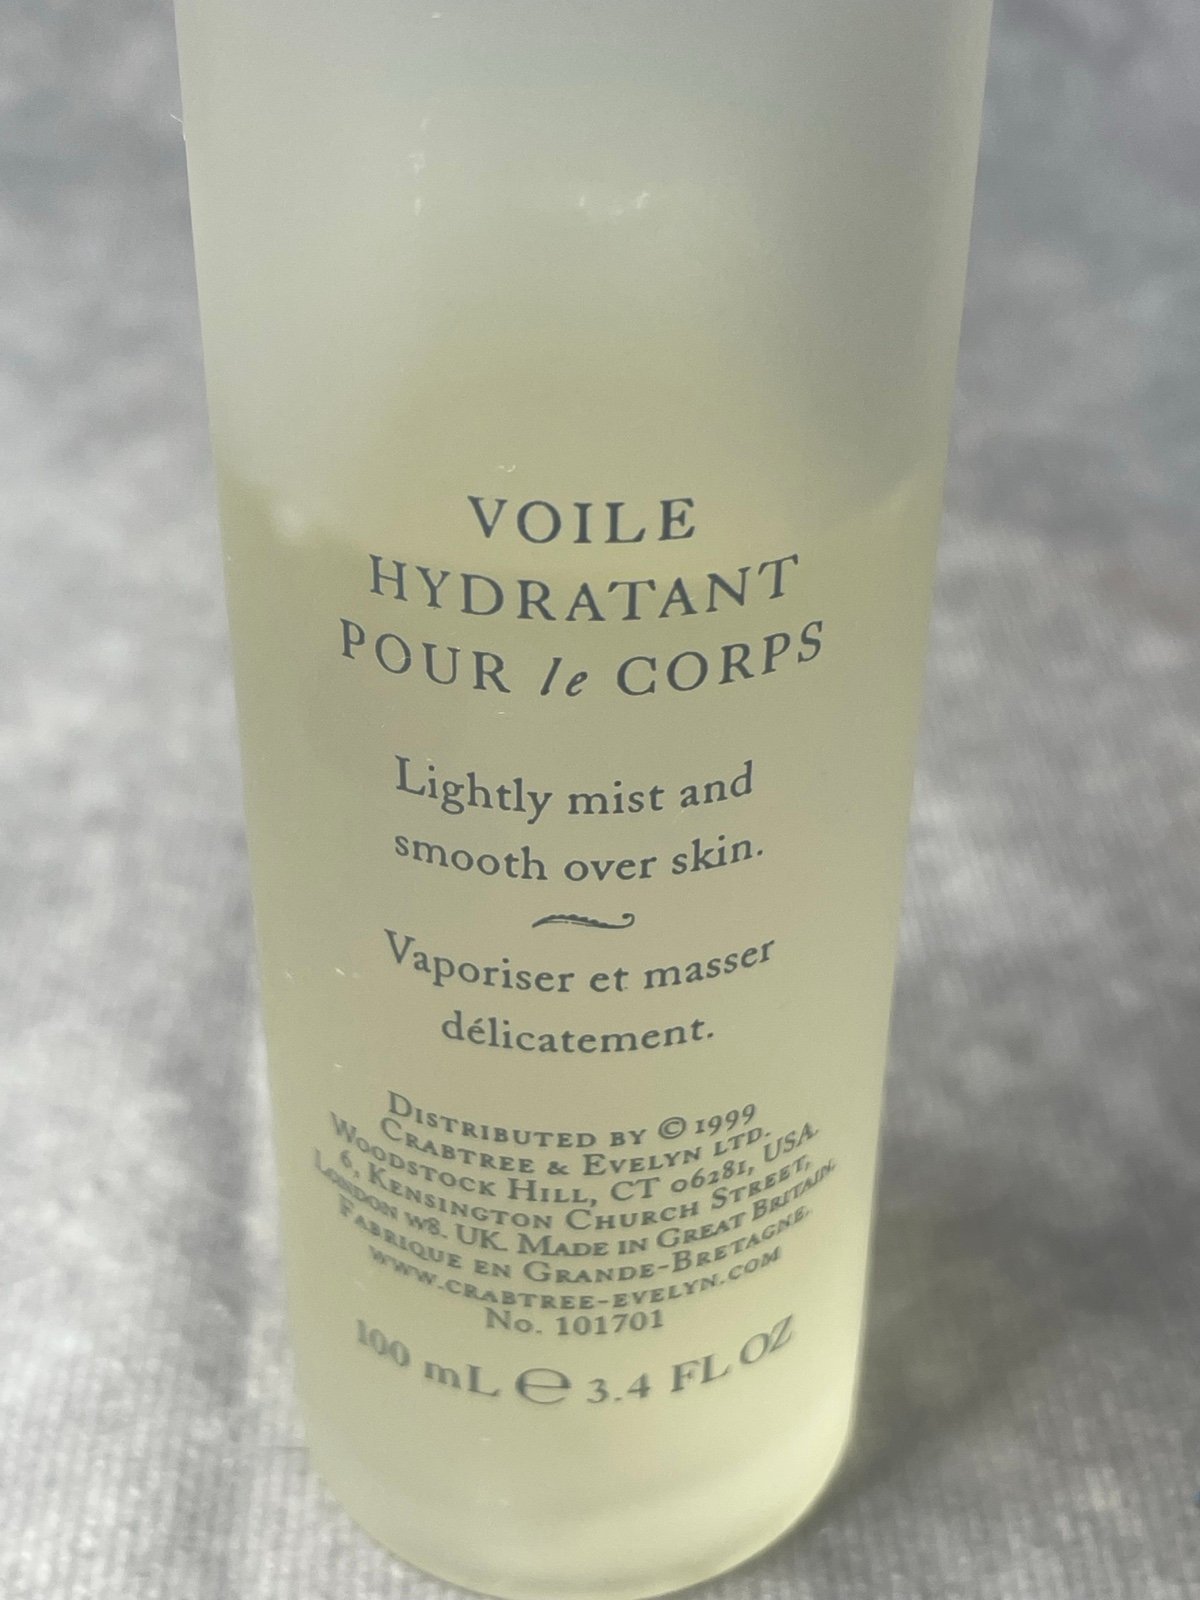 VOILE
HYDRATANT
POUR le CORPS
Lightly mist and
smooth over skin.
Vaporiser et masser
délicatement.
DISTRIBUTED BY © 1999
CRABTREE & EVELYN LTD.
WOODSTOCK HILL, CT 06281, USA.
6, KENSINGTON CHURCH STREET,
LONDON W8. UK. MADE IN GREAT BRITAIN.
FABRIQUE EN GRANDE-BRETAGNE.
WWW.CRABTREE-EVELYN.COM
No. 101701
100 mL ℮ 3.4 FL OZ